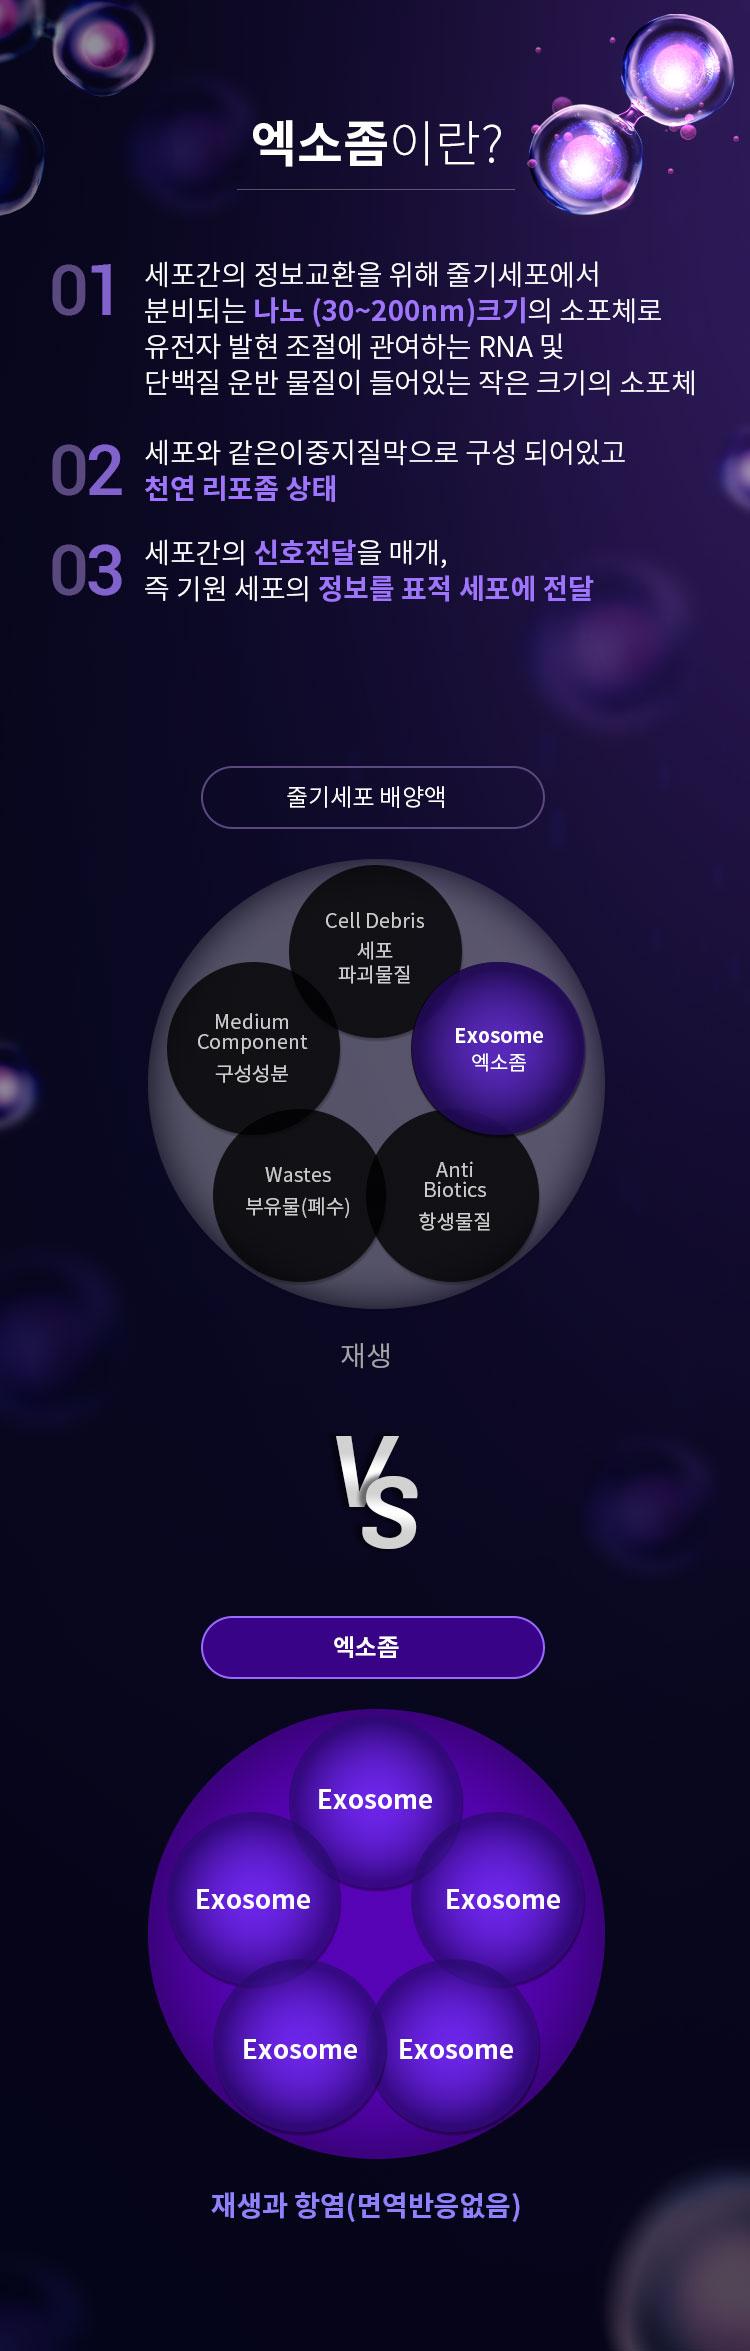 엑소좀이란?
01
세포간의 정보교환을 위해 줄기세포에서
분비되는 나노 (30~200nm)크기의 소포체로
유전자 발현 조절에 관여하는 RNA 및
단백질 운반 물질이 들어있는 작은 크기의 소포체
02
세포와 같은이중지질막으로 구성 되어있고
천연 리포좀 상태
03
세포간의 신호전달을 매개,
즉 기원 세포의 정보를 표적 세포에 전달
줄기세포 배양액
Cell Debris
세포
파괴물질
Medium
Component
구성성분
Exosome
엑소좀
Wastes
부유물(폐수)
Anti
Biotics
항생물질
재생
VS
엑소좀
Exosome
Exosome
Exosome
Exosome
Exosome
재생과 항염(면역반응없음)